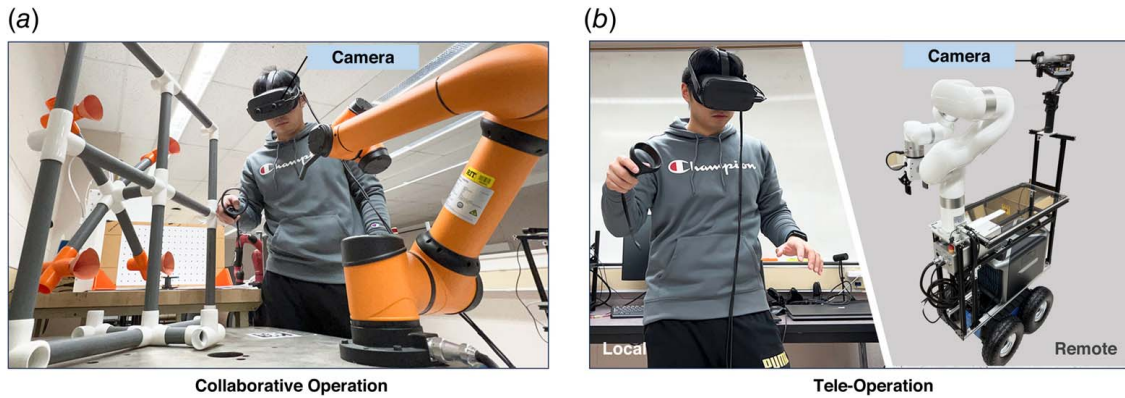 (a)
(b)
Camera
Camera
Champion
Champion
Local
PUMA
Remote
Collaborative Operation
Tele-Operation